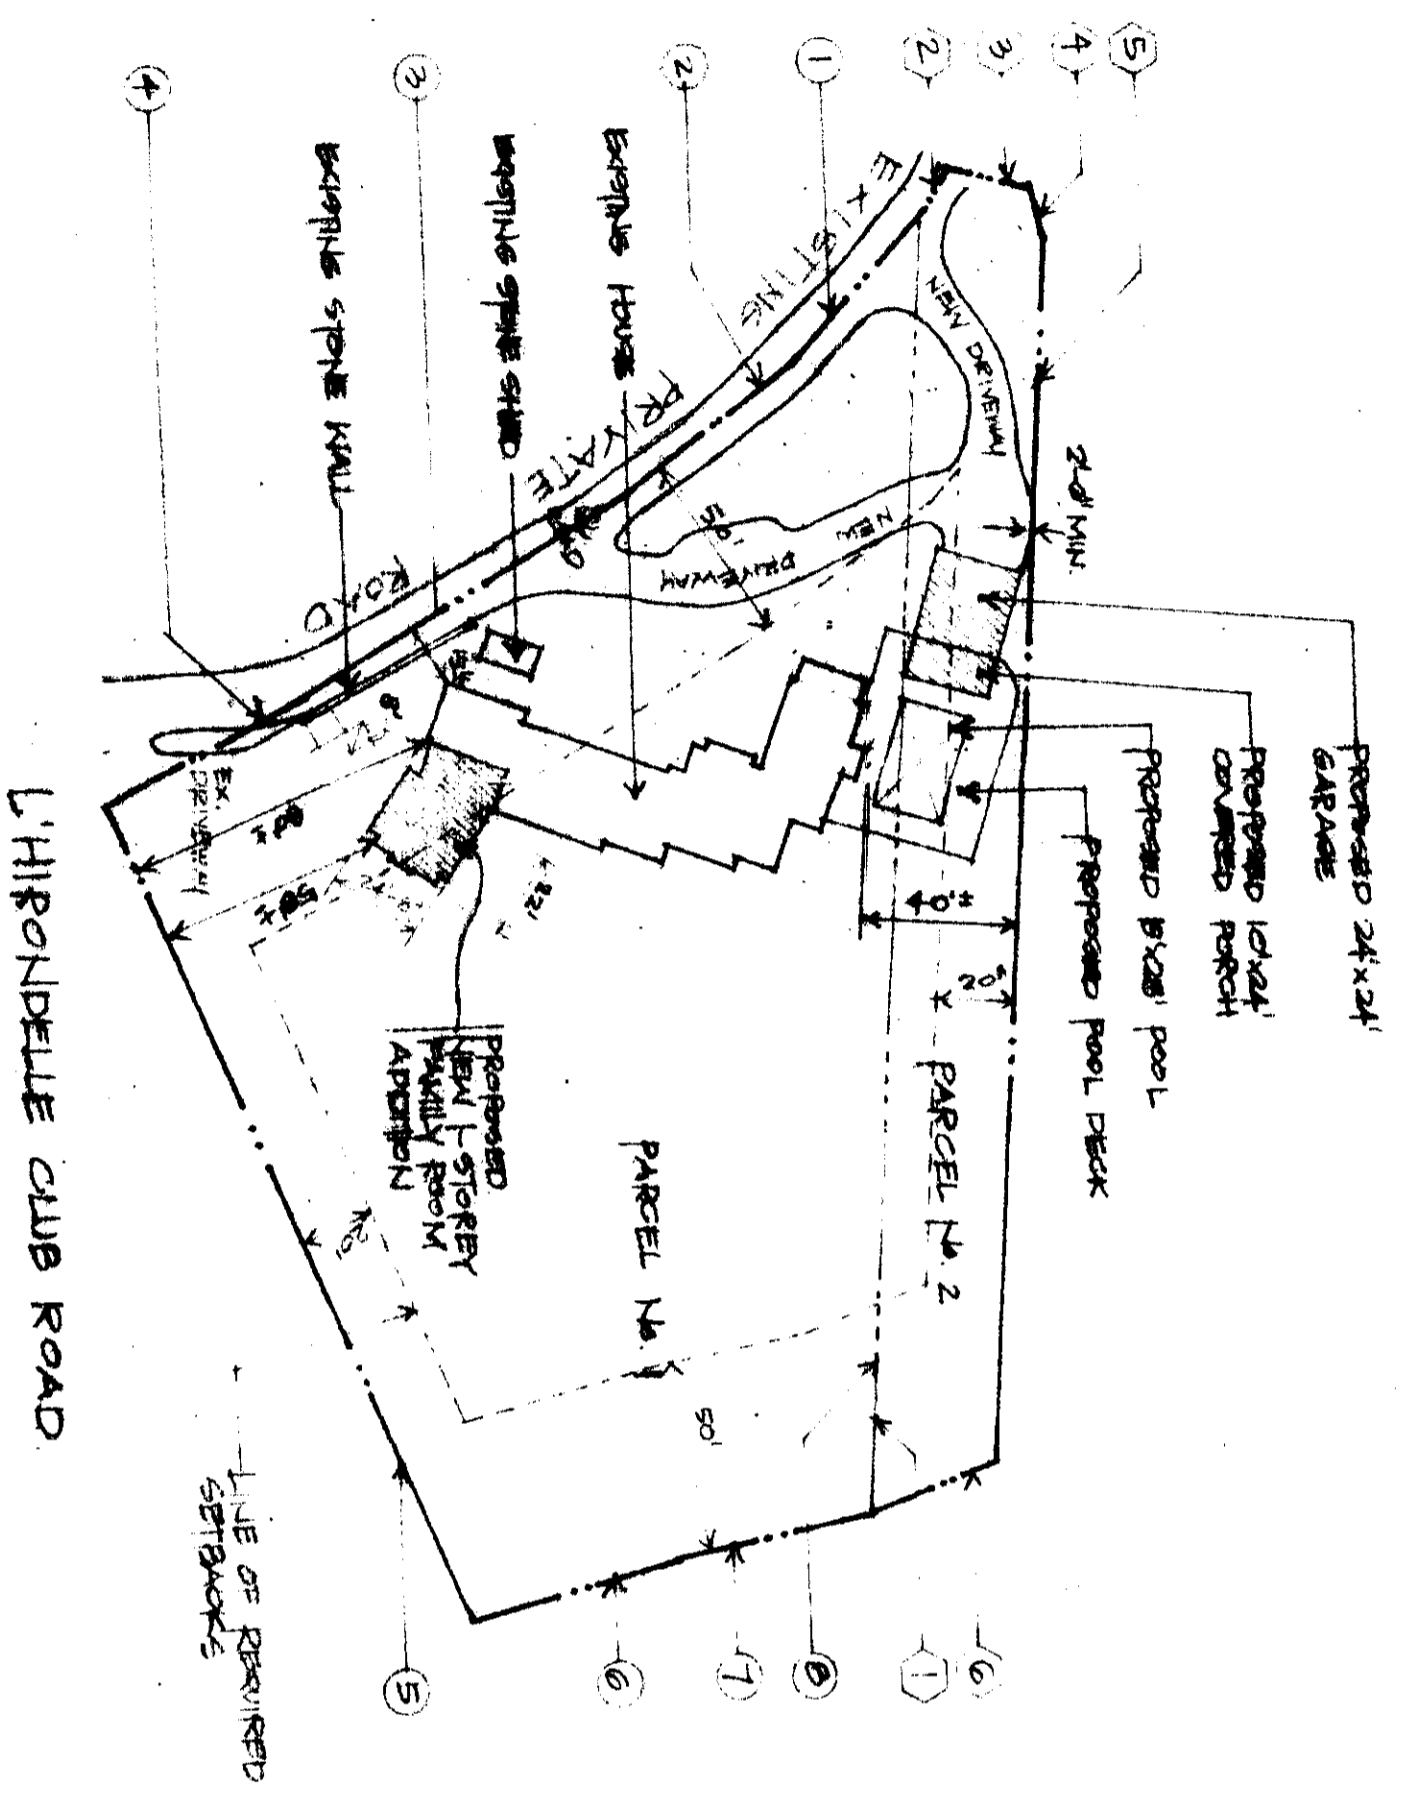 5
4
3
2
1
2
3
4
EXISTING PRIVATE ROAD
NEW DRIVEWAY
NEW
DRIVEWAY
2'-0" MIN.
50'
EXISTING HOUSE
EXISTING STONE SHED
EXISTING STONE WALL
8'
EX.
DRIVEWAY
±22'
PROPOSED 24'x24'
GARAGE
PROPOSED 10'x24'
COVERED PORCH
PROPOSED 8'x28' POOL
PROPOSED POOL DECK
20'
PARCEL No. 2
PARCEL No. 1
PROPOSED
NEW 1-STOREY
FAMILY ROOM
ADDITION
50'
LINE OF REQUIRED
SETBACKS
6
1
8
7
6
5
L'HIRONDELLE CLUB ROAD